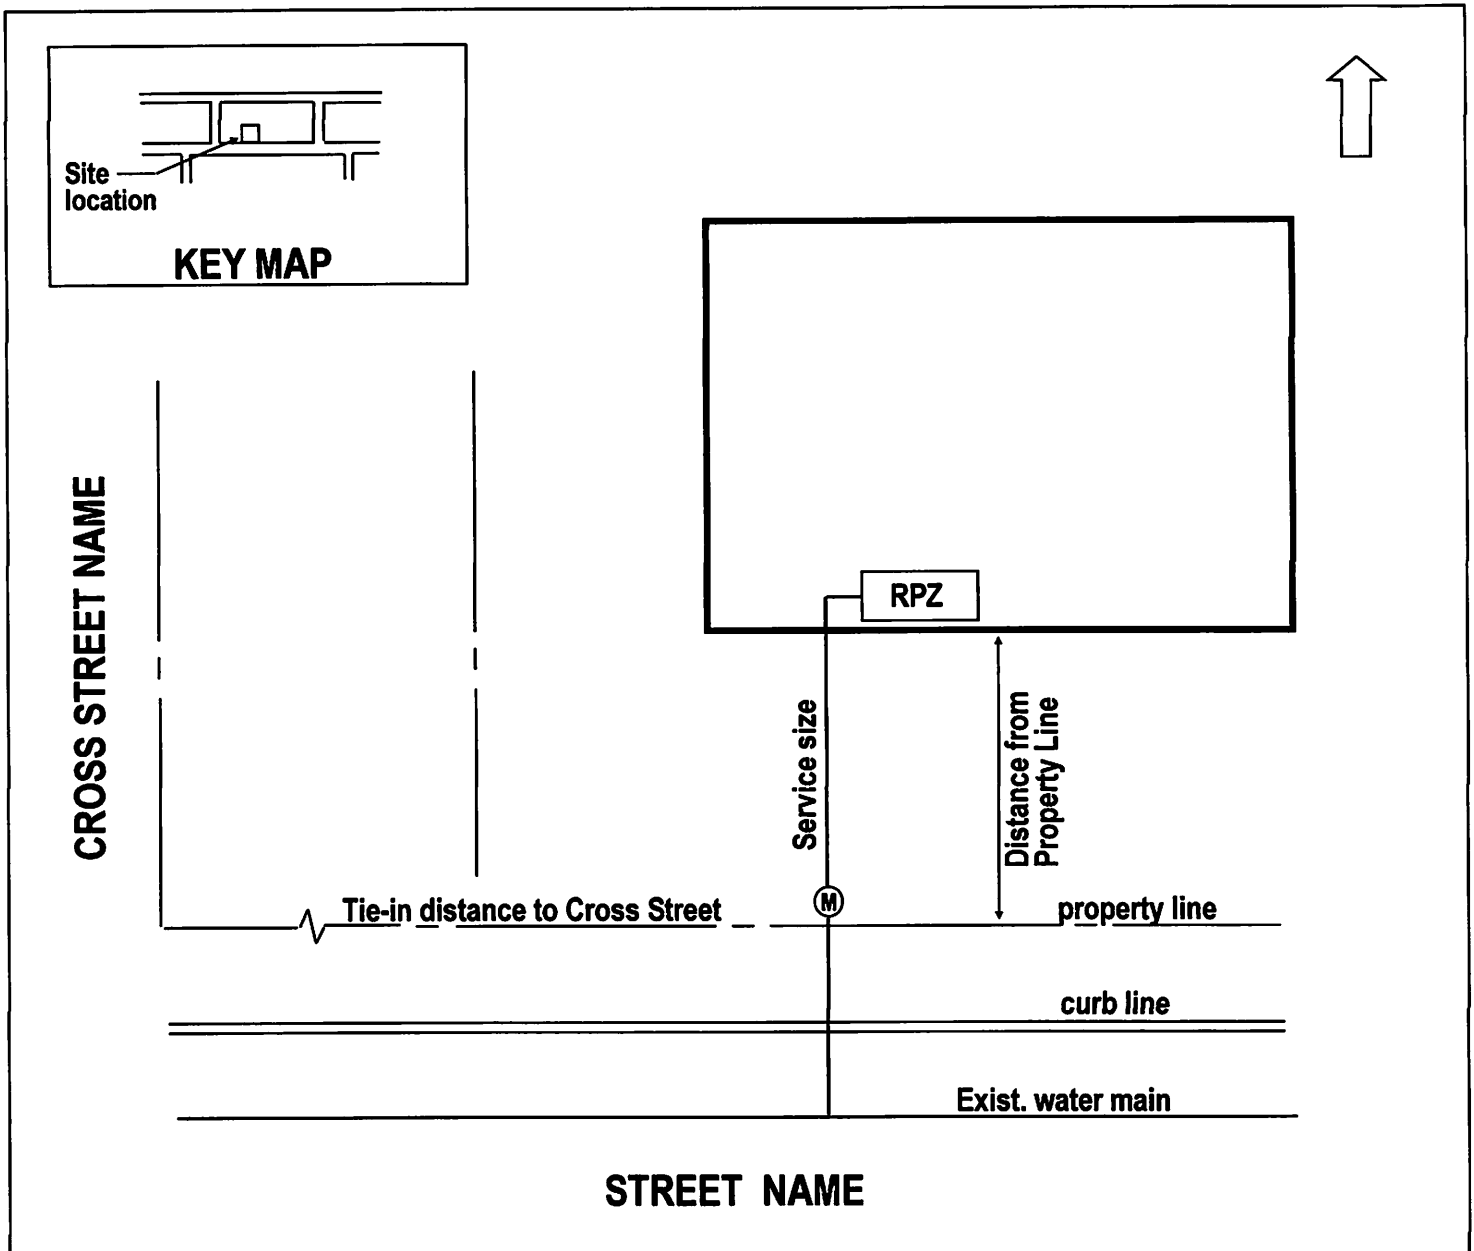 Site
location
KEY MAP
CROSS STREET NAME
RPZ
Service size
Distance from
Property Line
Tie-in distance to Cross Street
M
property line
curb line
Exist. water main
STREET NAME